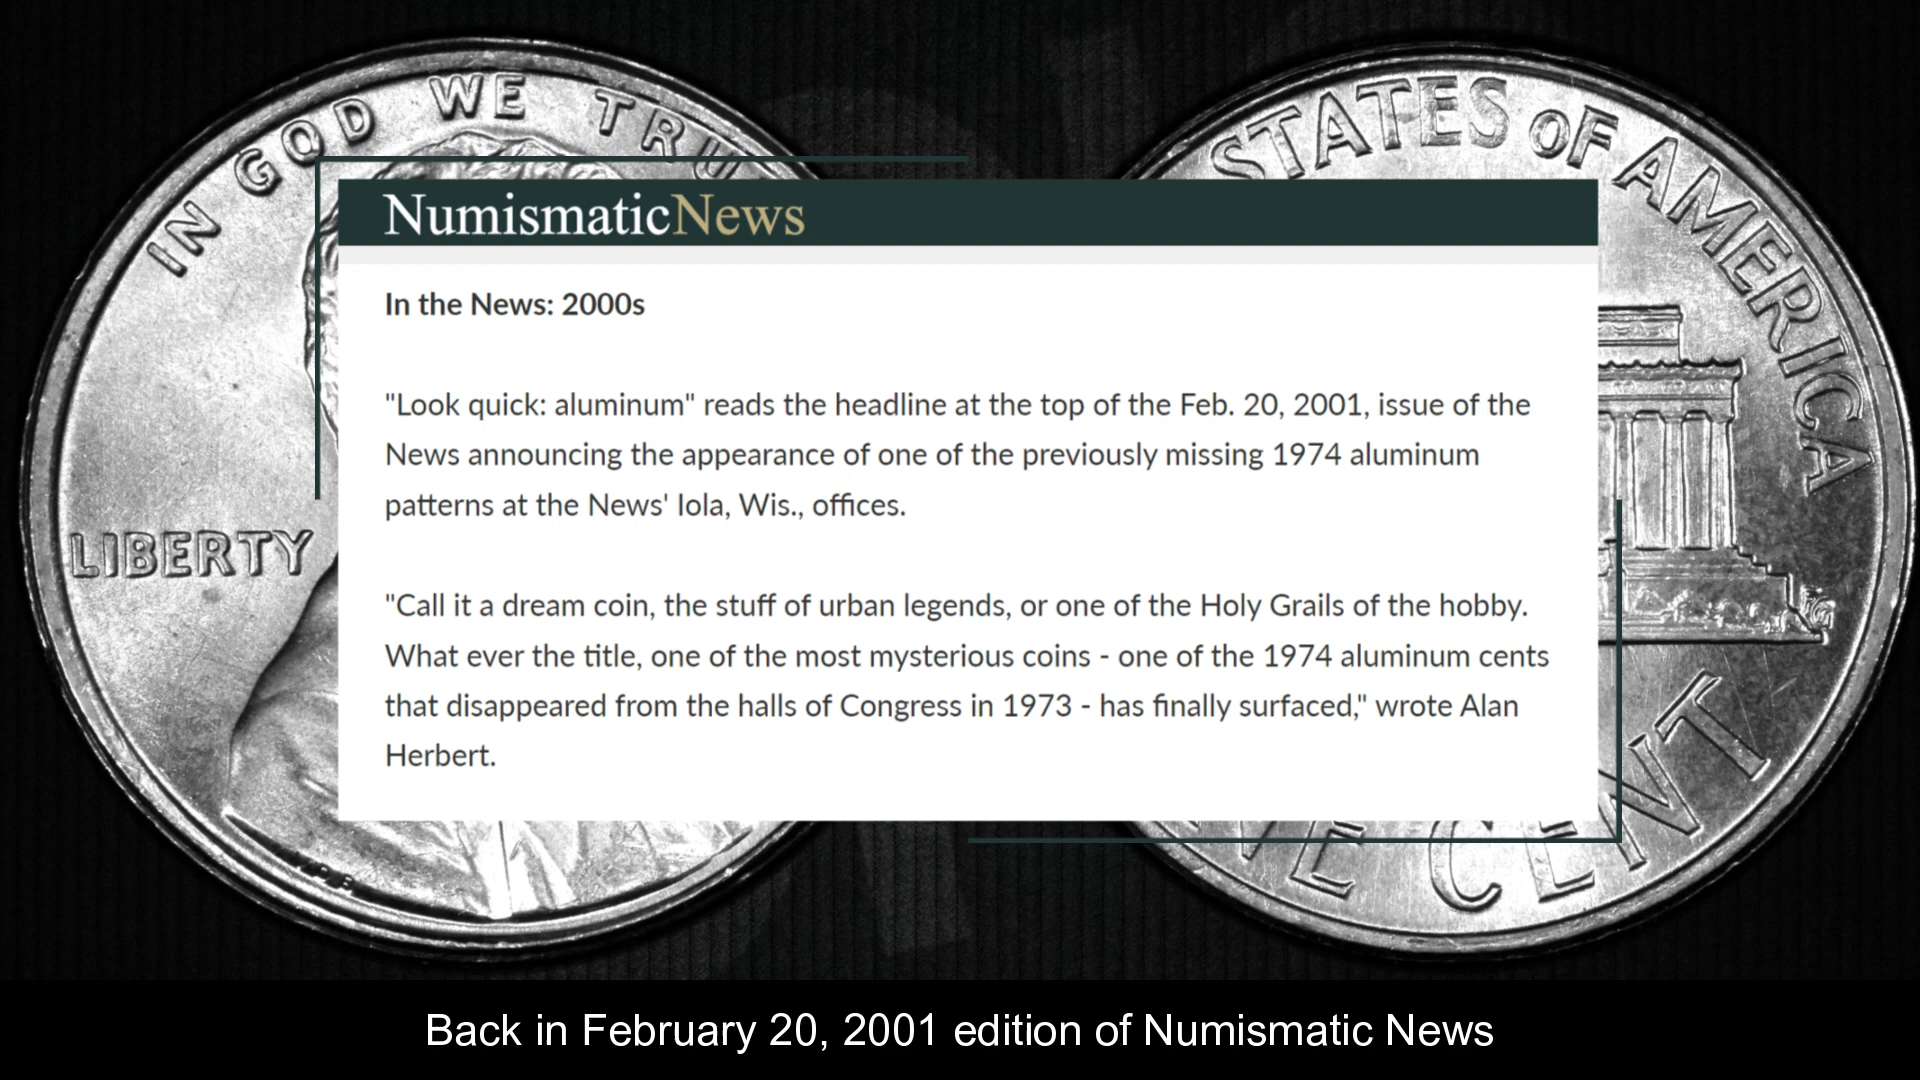 IN GOD WE TRU
LIBERTY
STATES OF AMERICA
E CENT
NumismaticNews
In the News: 2000s
"Look quick: aluminum" reads the headline at the top of the Feb. 20, 2001, issue of the
News announcing the appearance of one of the previously missing 1974 aluminum
patterns at the News' Iola, Wis., offices.
"Call it a dream coin, the stuff of urban legends, or one of the Holy Grails of the hobby.
What ever the title, one of the most mysterious coins - one of the 1974 aluminum cents
that disappeared from the halls of Congress in 1973 - has finally surfaced," wrote Alan
Herbert.
Back in February 20, 2001 edition of Numismatic News